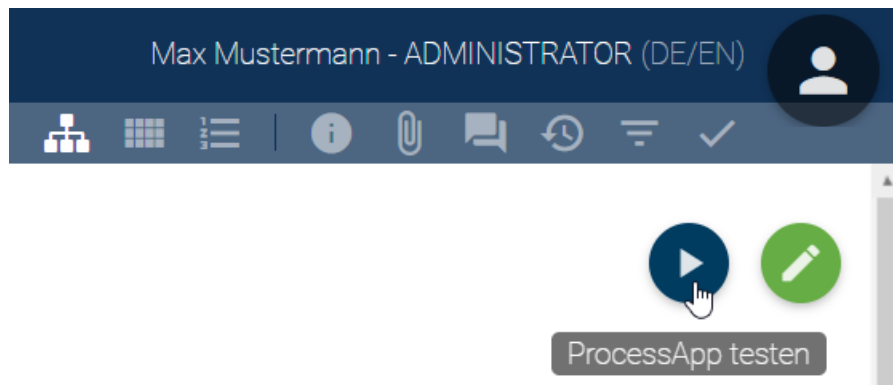 Max Mustermann - ADMINISTRATOR (DE/EN)
ProcessApp testen